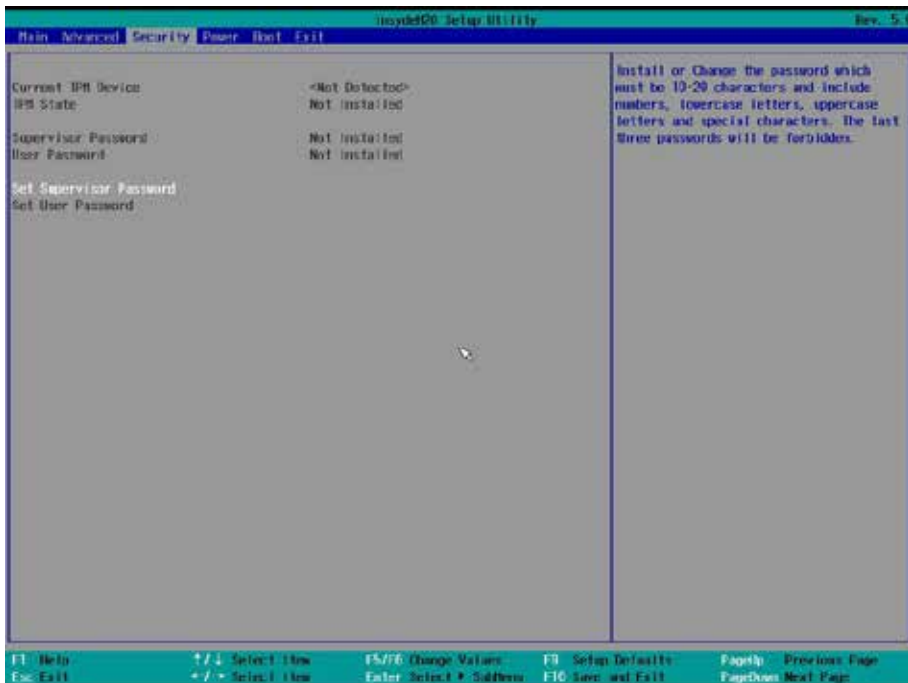 InsydeH20 Setup Utility Rev. 5.
Main Advanced Security Power Boot Exit
Current TPM Device <Not Detected>
TPM State Not Installed
Supervisor Password Not Installed
User Password Not Installed
Set Supervisor Password
Set User Password
Install or Change the password which
must be 10-20 characters and include
numbers, lowercase letters, uppercase
letters and special characters. The last
three passwords will be forbidden.
F1 Help ↑/↓ Select Item F5/F6 Change Values F9 Setup Defaults PageUp Previous Page
Esc Exit ←/→ Select Item Enter Select ▶ SubMenu F10 Save and Exit PageDown Next Page